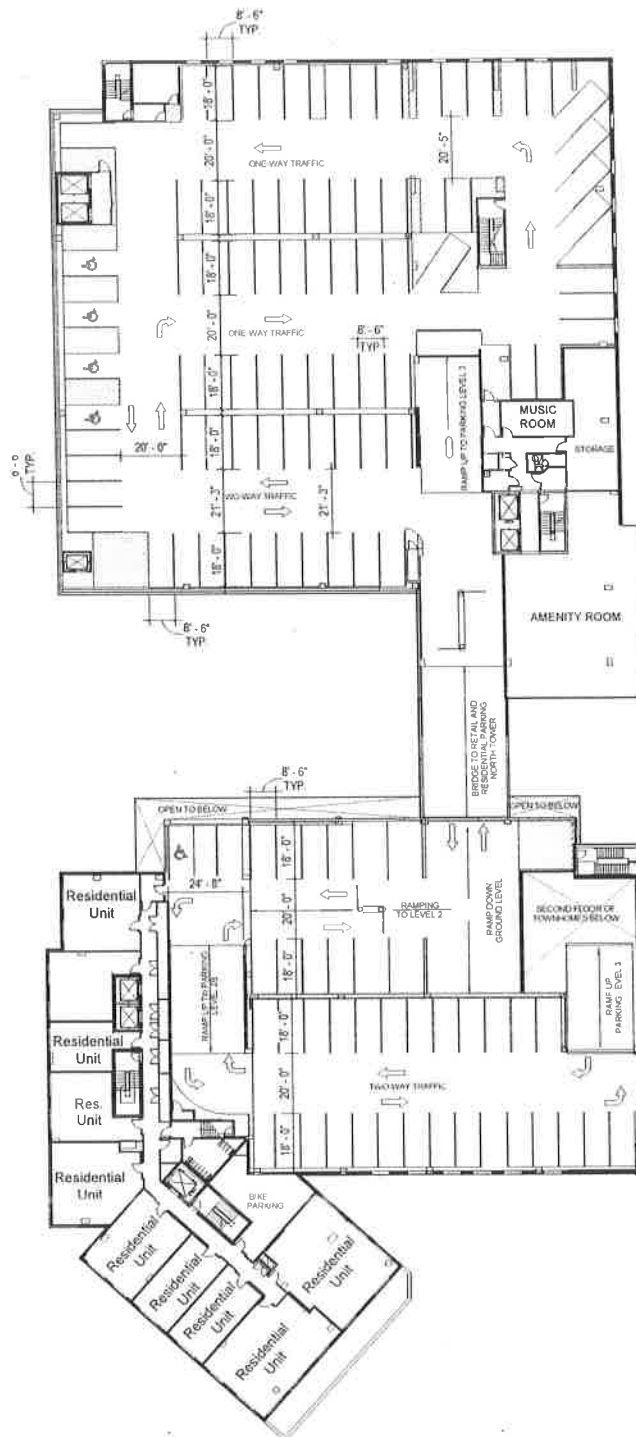 8' - 6"
TYP.
18' - 0"
20' - 0"
ONE-WAY TRAFFIC
20' - 5"
18' - 0"
18' - 0"
20' - 0"
ONE-WAY TRAFFIC
8' - 6"
TYP
18' - 0"
RAMP UP TO PARKING LEVEL 3
MUSIC
ROOM
STORAGE
20' - 0"
18' - 0"
TYP.
21' - 3"
TWO-WAY TRAFFIC
21' - 3"
18' - 0"
8' - 6"
TYP
AMENITY ROOM
BRIDGE TO RETAIL AND
RESIDENTIAL PARKING
NORTH TOWER
8' - 6"
TYP.
OPEN TO BELOW
OPEN TO BELOW
18' - 0"
24' - 8"
Residential
Unit
20' - 0"
RAMPING
TO LEVEL 2
RAMP DOWN
GROUND LEVEL
SECOND FLOOR OF
TOWNHOMES BELOW
18' - 0"
RAMP UP TO PARKING
RAMP UP
PARKING LEVEL 3
Residential
Unit
18' - 0"
Res.
Unit
20' - 0"
TWO WAY TRAFFIC
18' - 0"
Residential
Unit
BIKE
PARKING
Residential
Unit
Residential
Unit
Residential
Unit
Residential
Unit
Residential
Unit